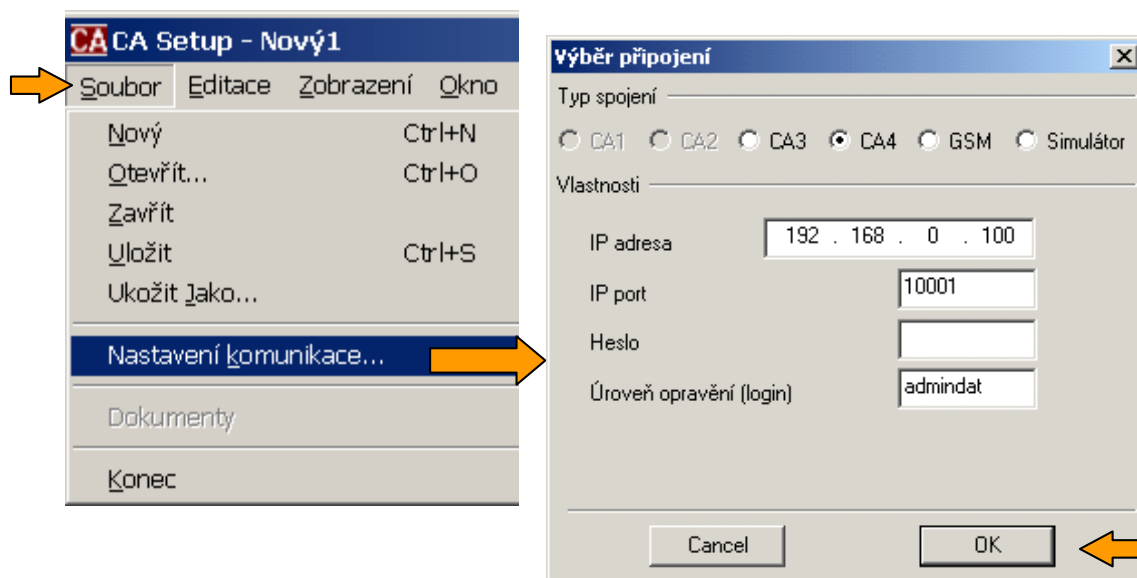 CA CA Setup - Nový1
Soubor Editace Zobrazení Okno
Nový Ctrl+N
Otevřít... Ctrl+O
Zavřít
Uložit Ctrl+S
Ukožit Jako...
Nastavení komunikace...
Dokumenty
Konec
Výběr připojení
Typ spojení
CA1 CA2 CA3 CA4 GSM Simulátor
Vlastnosti
IP adresa 192 . 168 . 0 . 100
IP port 10001
Heslo
Úroveň opravění (login) admindat
Cancel OK